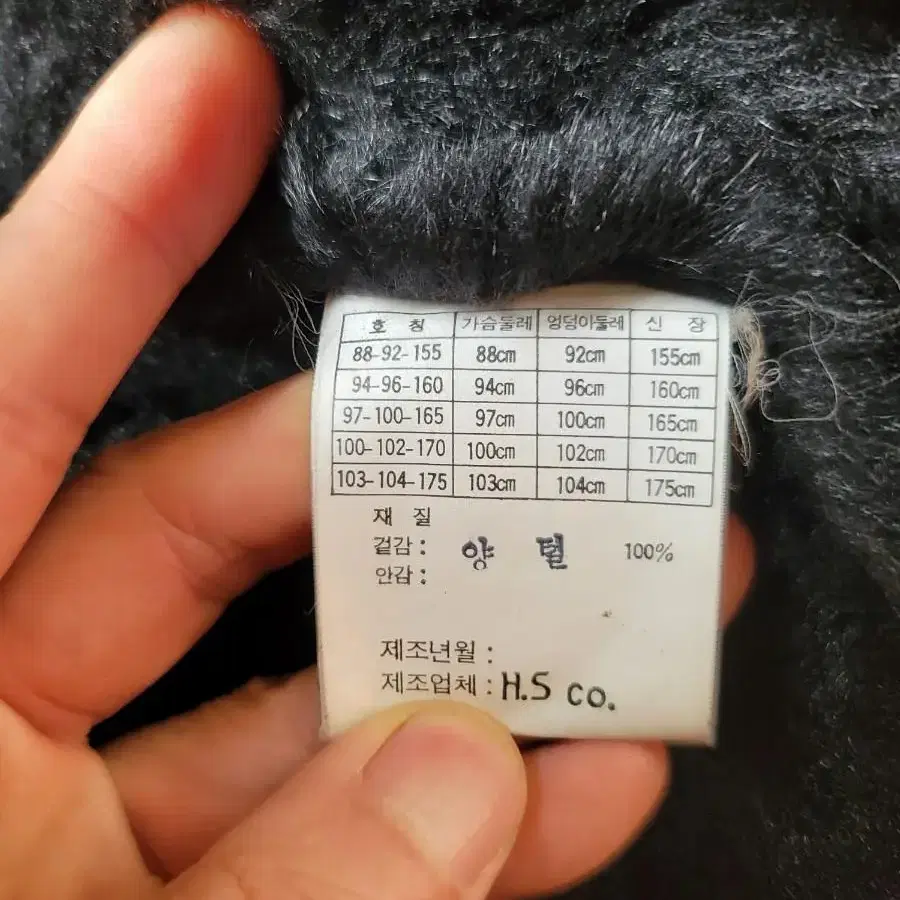 호 칭 가슴둘레 엉덩이둘레 신 장
88-92-155 88cm 92cm 155cm
94-96-160 94cm 96cm 160cm
97-100-165 97cm 100cm 165cm
100-102-170 100cm 102cm 170cm
103-104-175 103cm 104cm 175cm
재 질
겉감 : 양 털 100%
안감 :
제조년월 :
제조업체 : H.S CO.